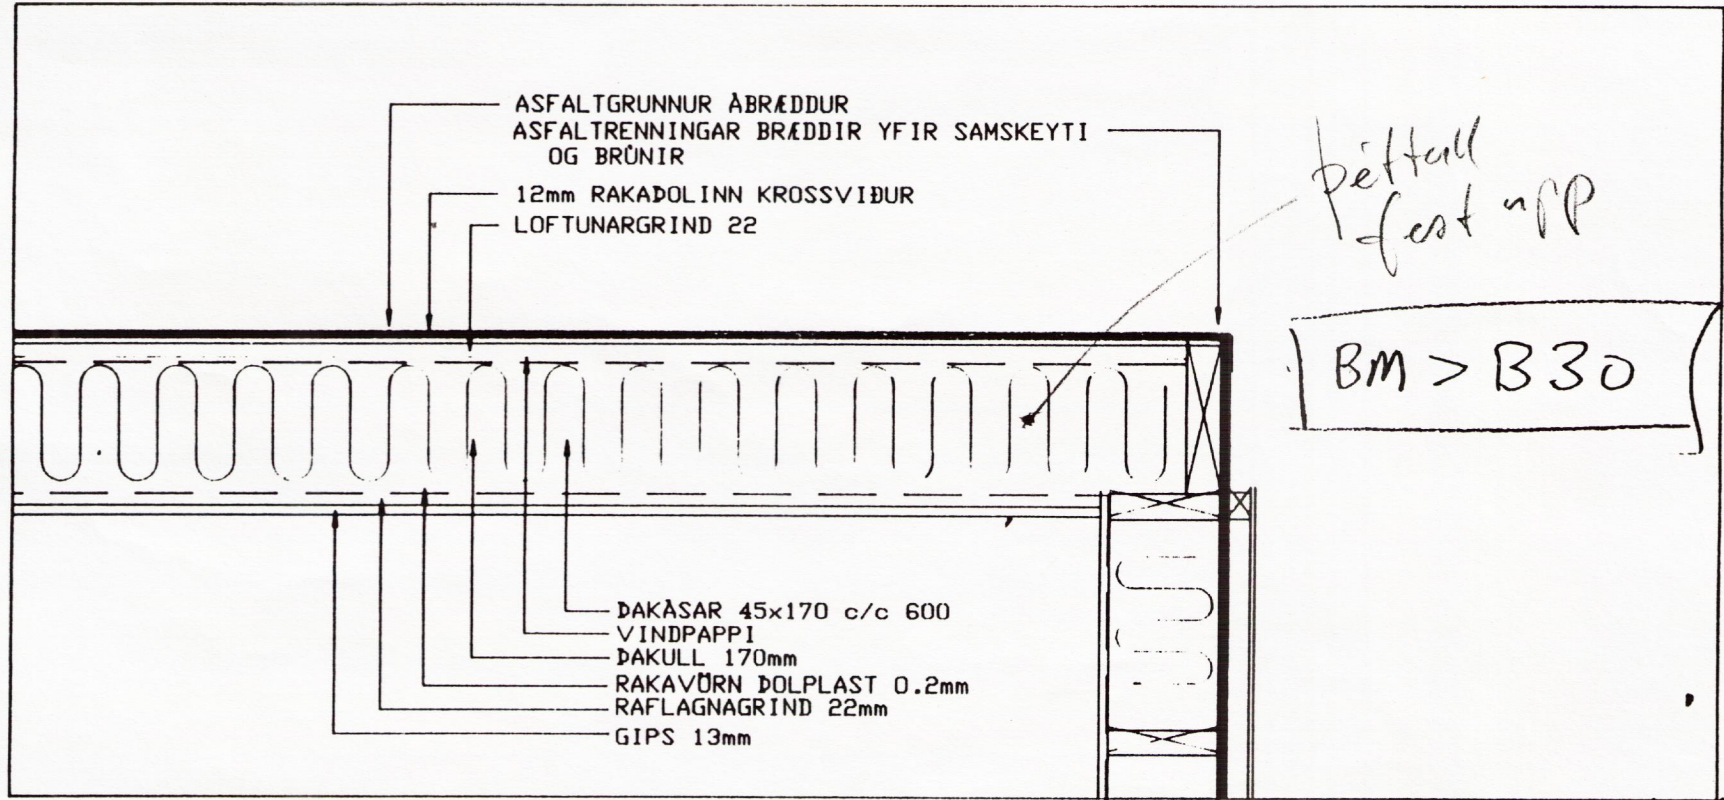 ASFALTGRUNNUR ÁBRÆDDUR
ASFALTRENNINGAR BRÆDDIR YFIR SAMSKEYTI
OG BRÚNIR
12mm RAKAÞOLINN KROSSVIÐUR
LOFTUNARGRIND 22
þéttull
fest upp
BM > B30
ÞAKÁSAR 45x170 c/c 600
VINDPAPPI
ÞAKULL 170mm
RAKAVÖRN ÞOLPLAST 0.2mm
RAFLAGNAGRIND 22mm
GIPS 13mm